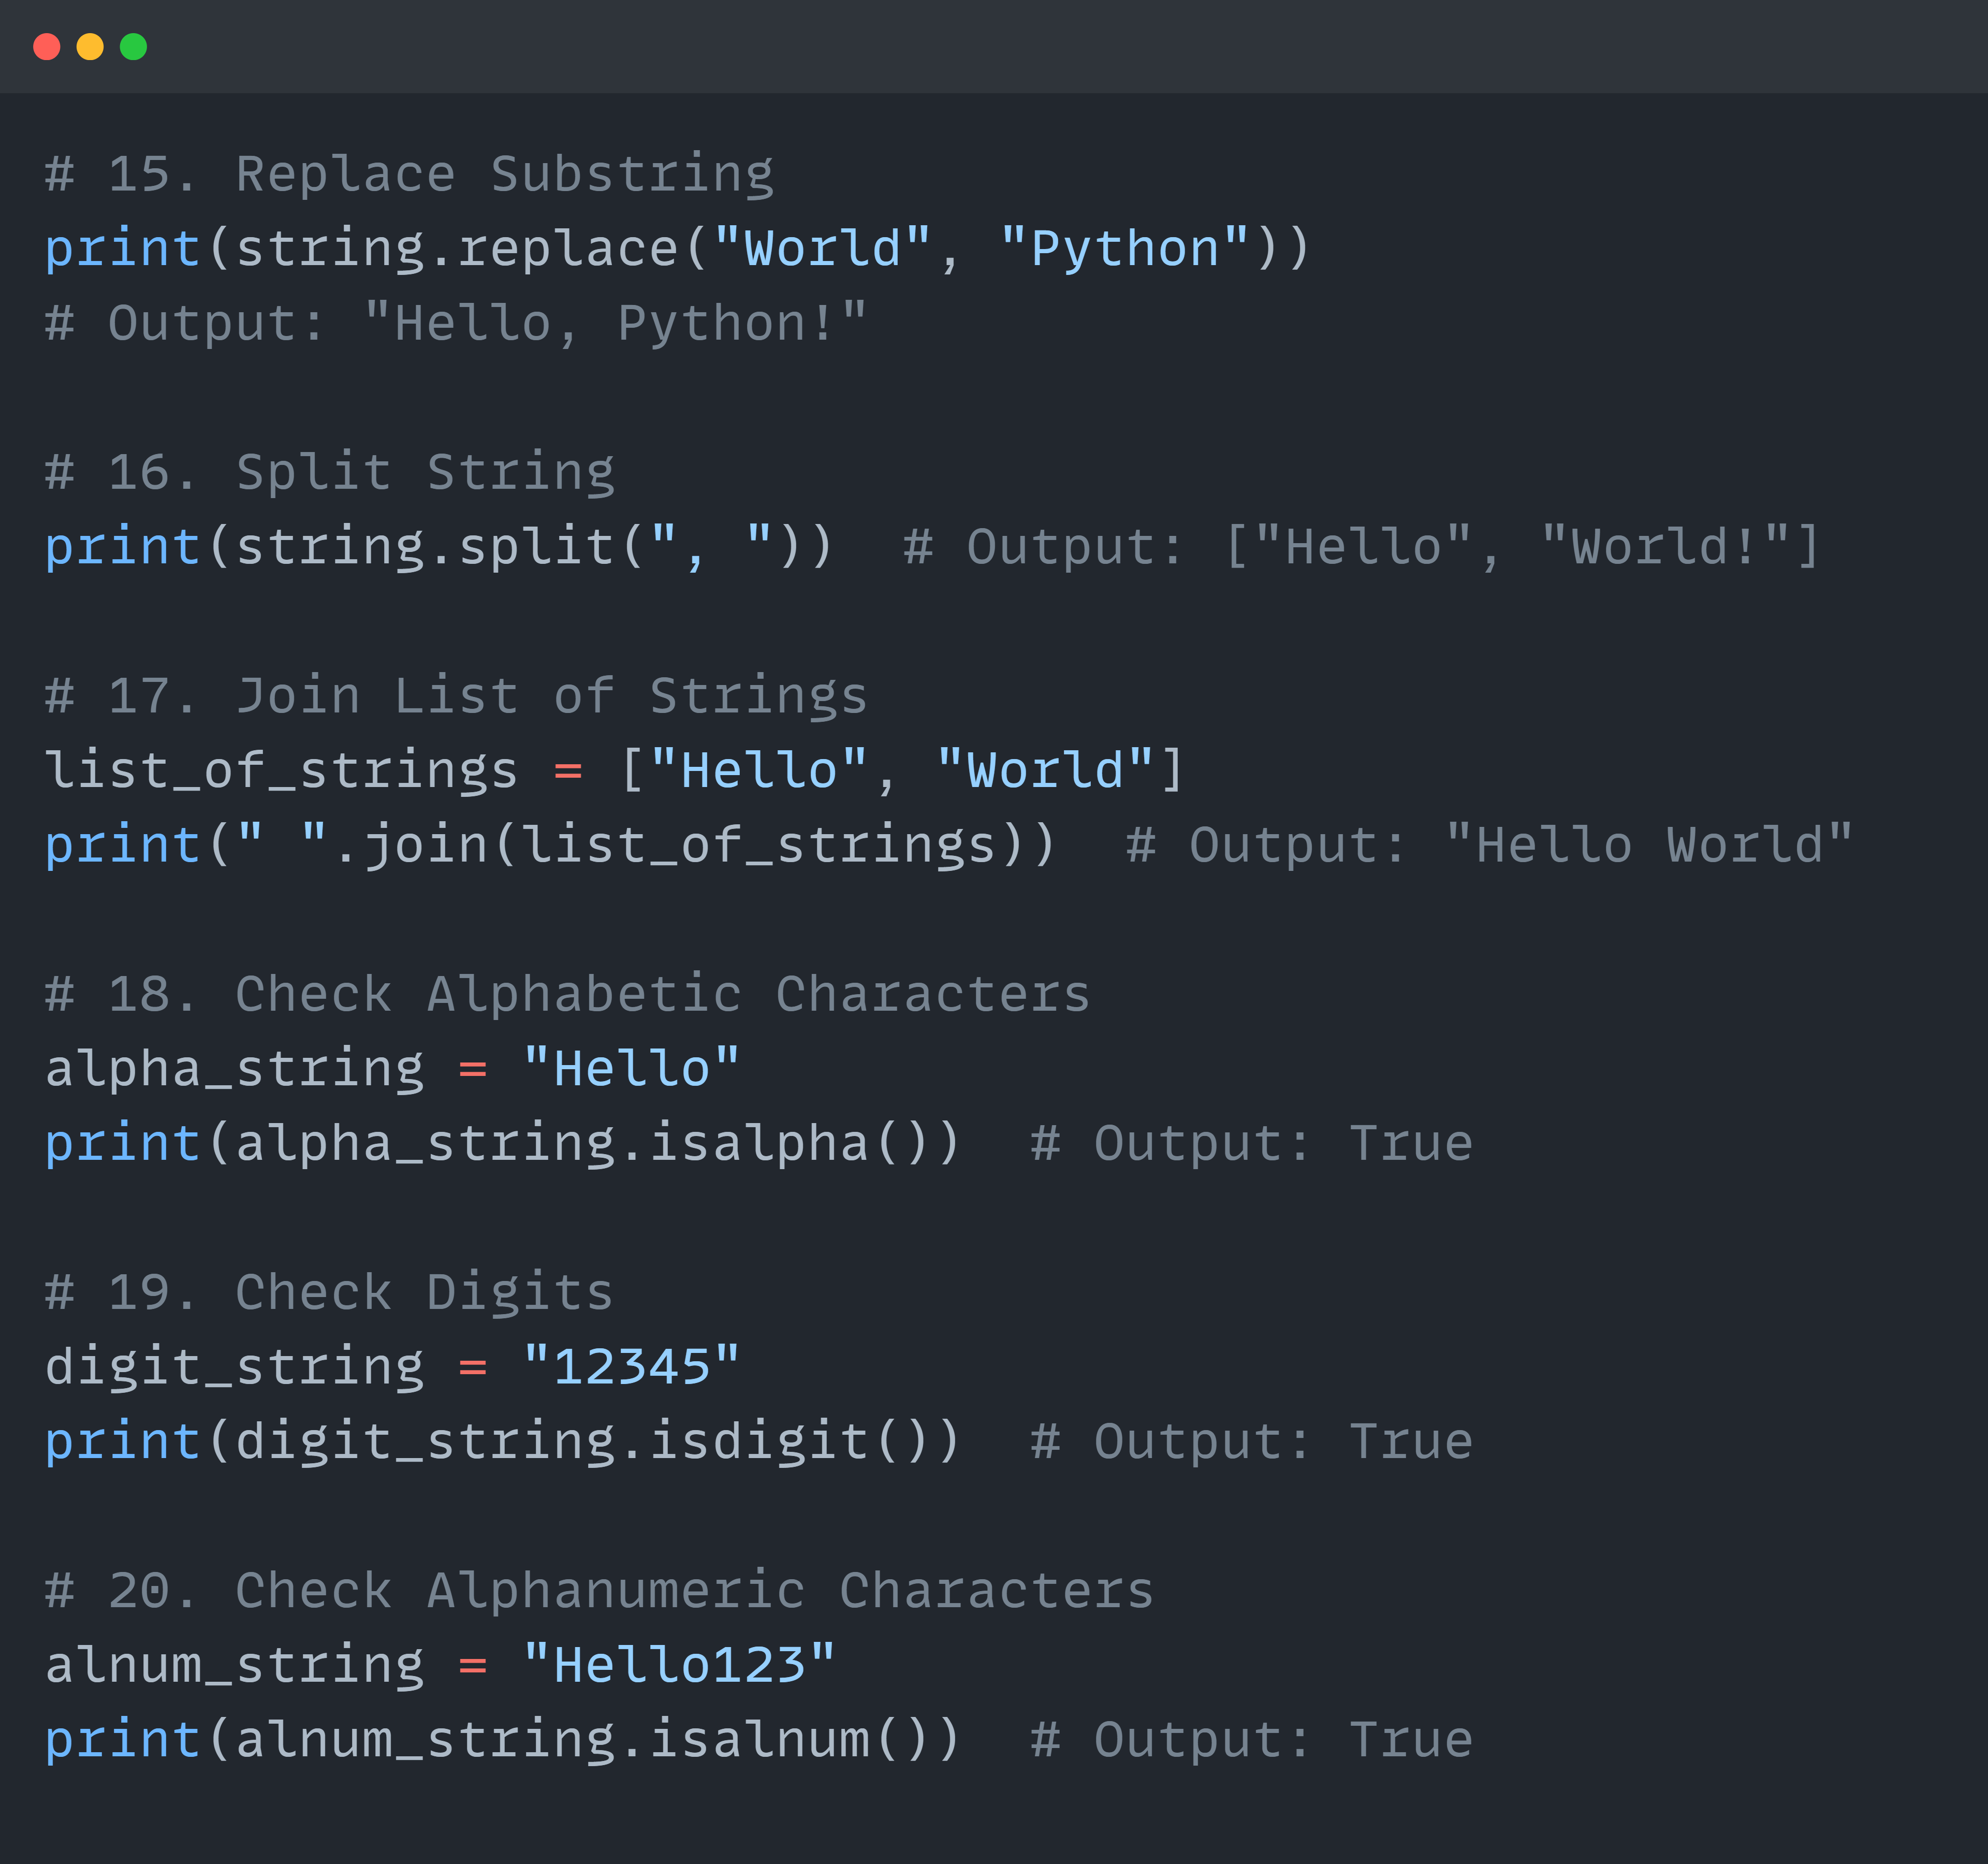 # 15. Replace Substring
print(string.replace("World", "Python"))
# Output: "Hello, Python!"
# 16. Split String
print(string.split(", "))  # Output: ["Hello", "World!"]
# 17. Join List of Strings
list_of_strings = ["Hello", "World"]
print(" ".join(list_of_strings))  # Output: "Hello World"
# 18. Check Alphabetic Characters
alpha_string = "Hello"
print(alpha_string.isalpha())  # Output: True
# 19. Check Digits
digit_string = "12345"
print(digit_string.isdigit())  # Output: True
# 20. Check Alphanumeric Characters
alnum_string = "Hello123"
print(alnum_string.isalnum())  # Output: True